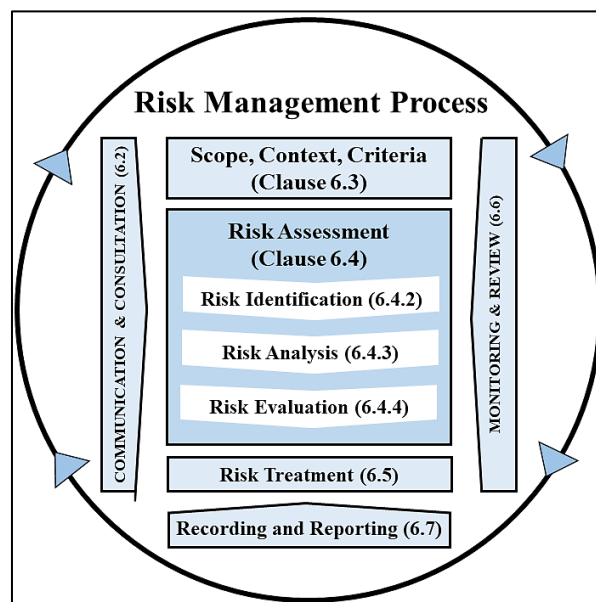 Risk Management Process
COMMUNICATION & CONSULTATION (6.2)
Scope, Context, Criteria
(Clause 6.3)
Risk Assessment
(Clause 6.4)
Risk Identification (6.4.2)
Risk Analysis (6.4.3)
Risk Evaluation (6.4.4)
Risk Treatment (6.5)
Recording and Reporting (6.7)
MONITORING & REVIEW (6.6)